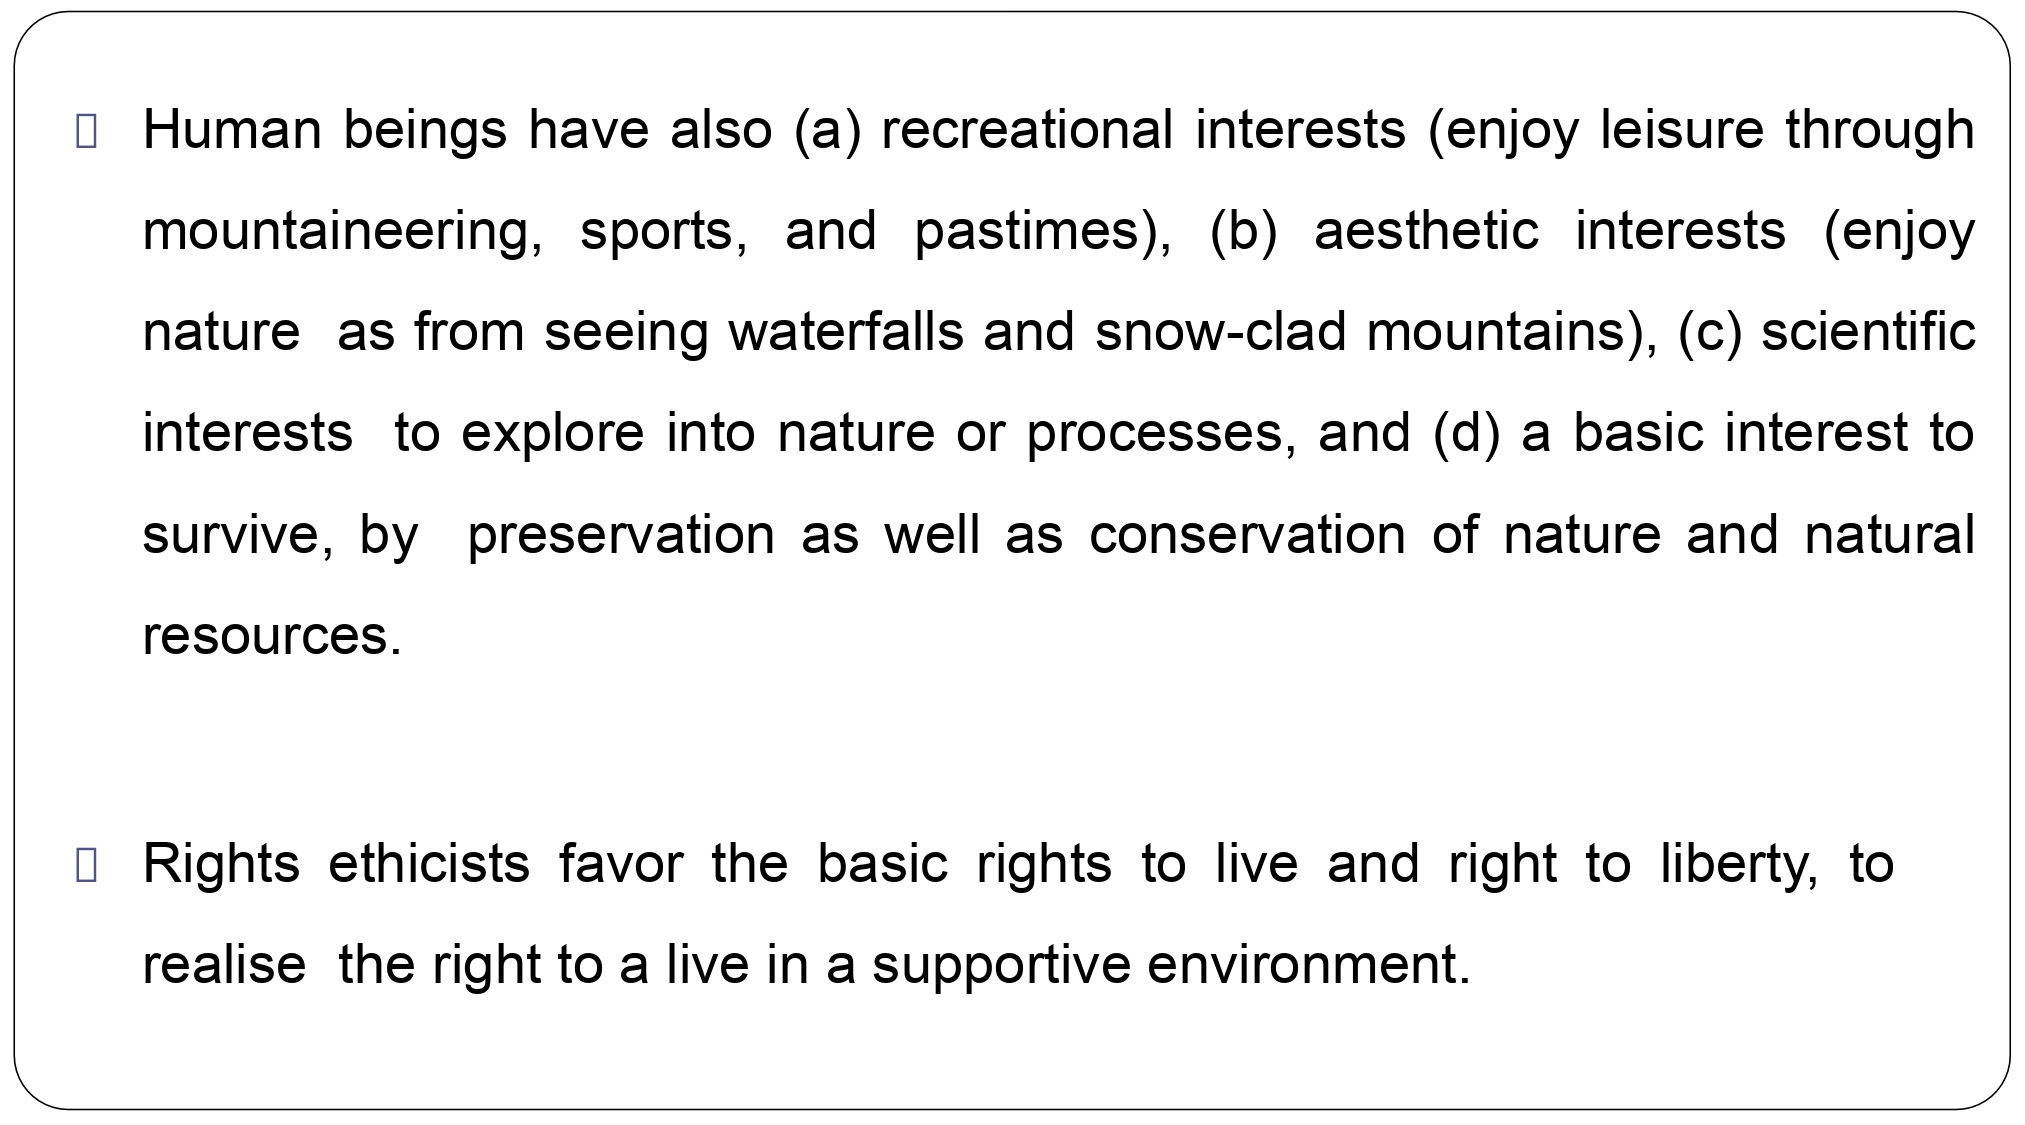 Human beings have also (a) recreational interests (enjoy leisure through
mountaineering, sports, and pastimes), (b) aesthetic interests (enjoy
nature as from seeing waterfalls and snow-clad mountains), (c) scientific
interests to explore into nature or processes, and (d) a basic interest to
survive, by preservation as well as conservation of nature and natural
resources.
Rights ethicists favor the basic rights to live and right to liberty, to
realise the right to a live in a supportive environment.